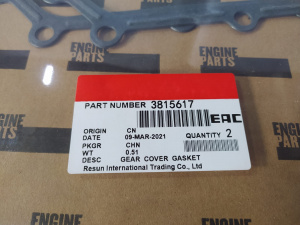 ENGINE
PARTS
ENGINE
PARTS
PART NUMBER 3815617
EAC
ORIGIN CN
DATE 09-MAR-2021
QUANTITY 2
PKGR CHN
WT 0.51
DESC GEAR COVER GASKET
Resun International Trading Co., Ltd
ENGINE
ENGINE
ENGINE